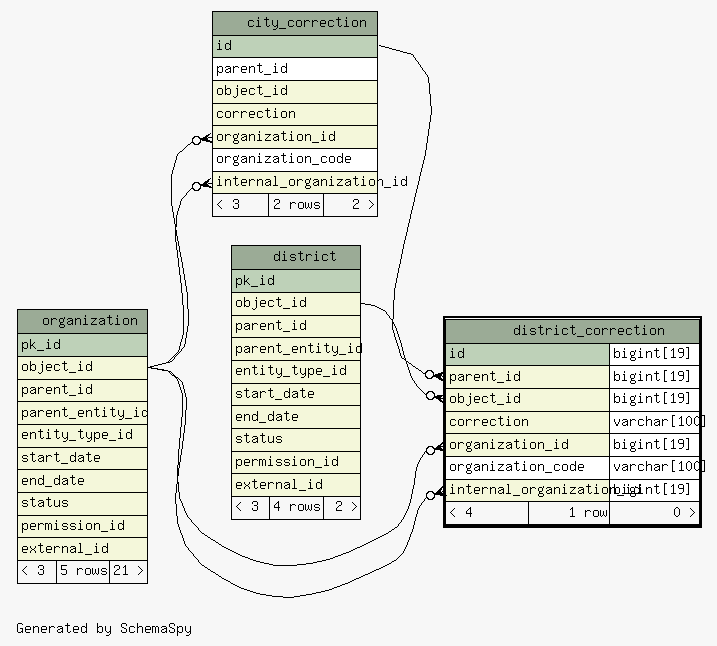 city_correction
id
parent_id
object_id
correction
organization_id
organization_code
internal_organization_id
< 3 2 rows 2 >
district
pk_id
object_id
parent_id
parent_entity_id
entity_type_id
start_date
end_date
status
permission_id
external_id
< 3 4 rows 2 >
organization
pk_id
object_id
parent_id
parent_entity_id
entity_type_id
start_date
end_date
status
permission_id
external_id
< 3 5 rows 21 >
district_correction
id bigint[19]
parent_id bigint[19]
object_id bigint[19]
correction varchar[100]
organization_id bigint[19]
organization_code varchar[100]
internal_organization_id bigint[19]
< 4 1 row 0 >
Generated by SchemaSpy